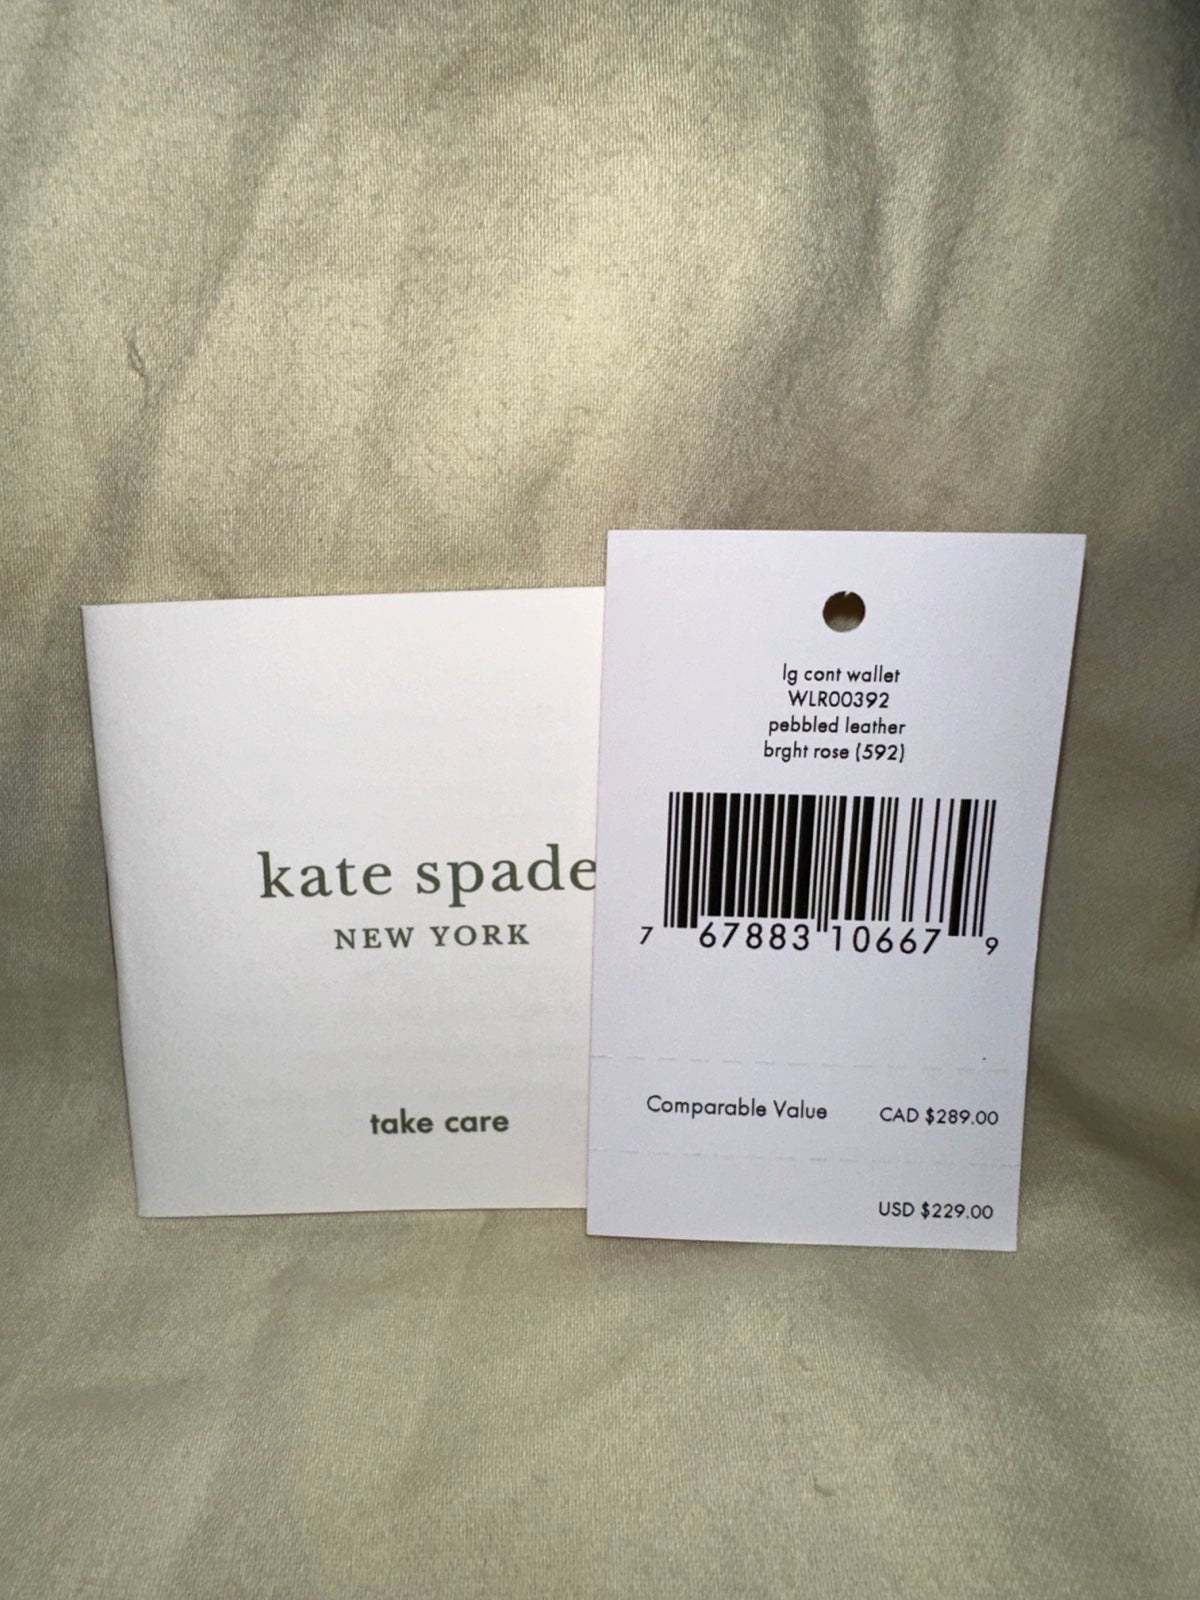 kate spade
NEW YORK
take care
lg cont wallet
WLR00392
pebbled leather
brght rose (592)
7 67883 10667 9
Comparable Value CAD $289.00
USD $229.00